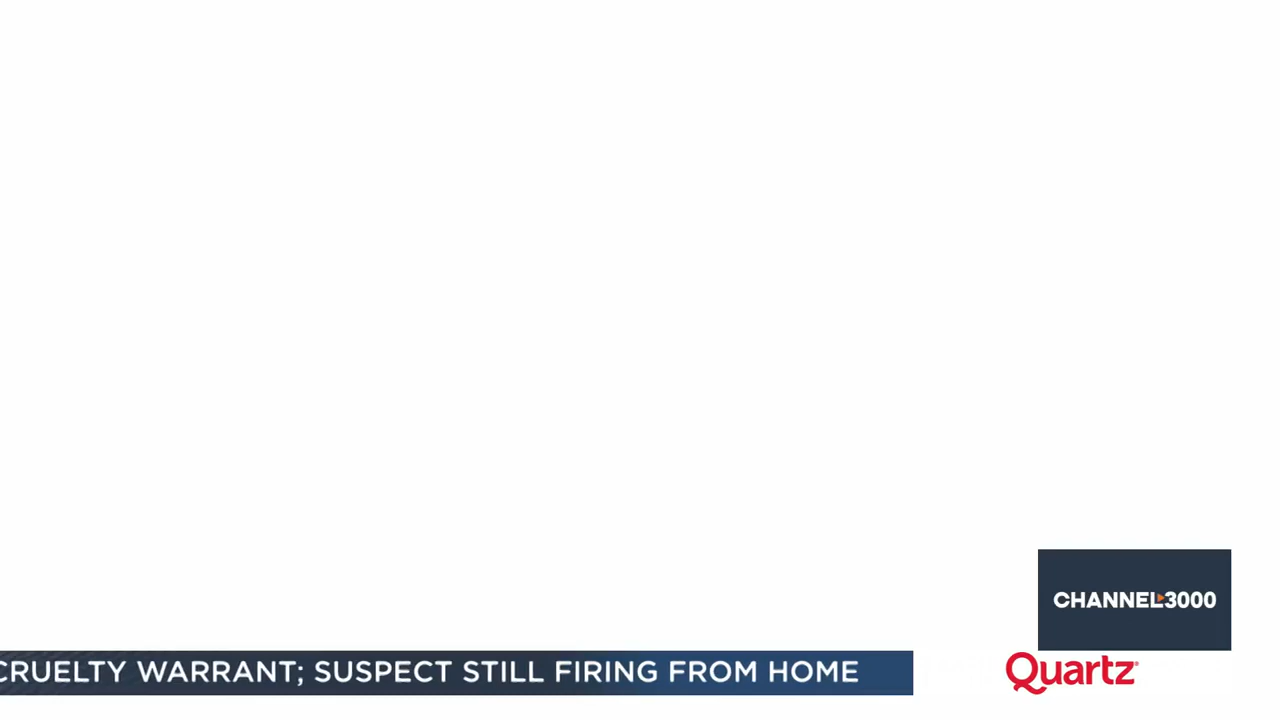 CHANNEL3000
CRUELTY WARRANT; SUSPECT STILL FIRING FROM HOME
Quartz